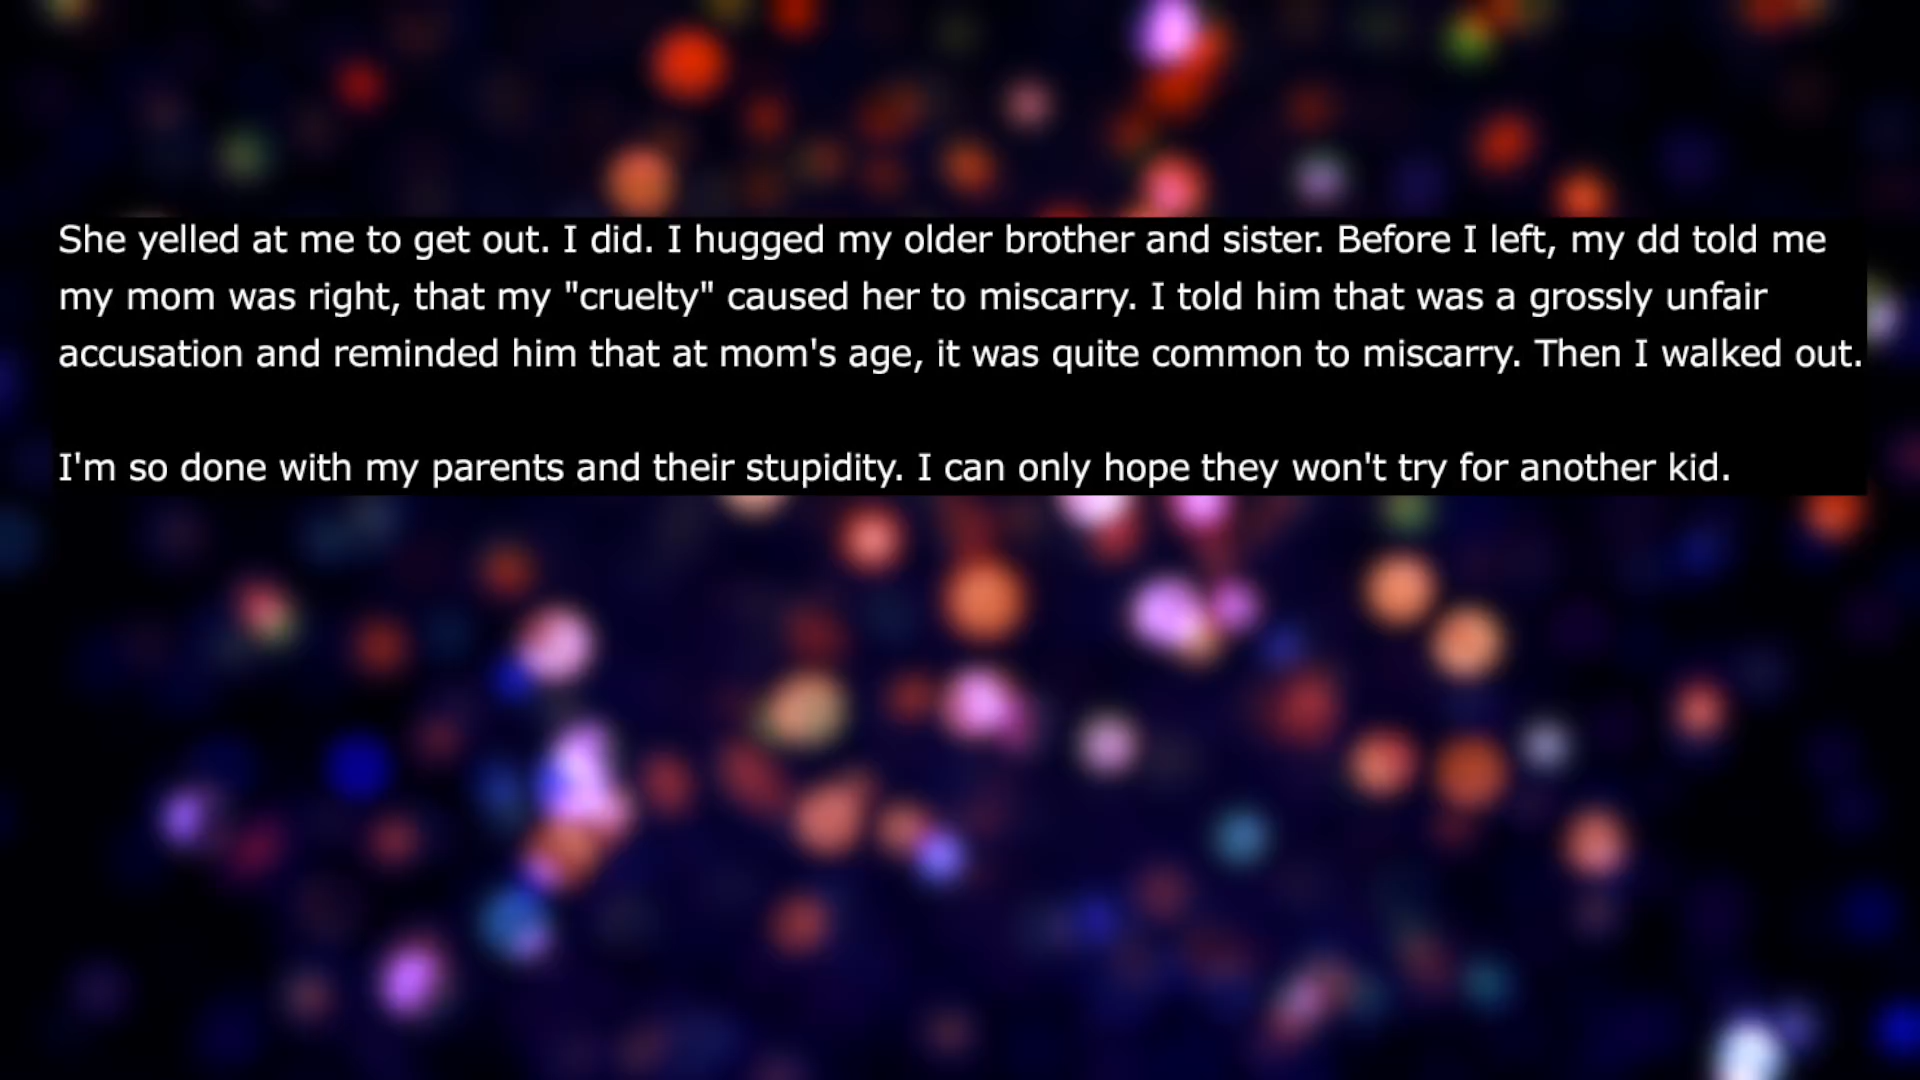 She yelled at me to get out. I did. I hugged my older brother and sister. Before I left, my dd told me
my mom was right, that my "cruelty" caused her to miscarry. I told him that was a grossly unfair
accusation and reminded him that at mom's age, it was quite common to miscarry. Then I walked out.
I'm so done with my parents and their stupidity. I can only hope they won't try for another kid.